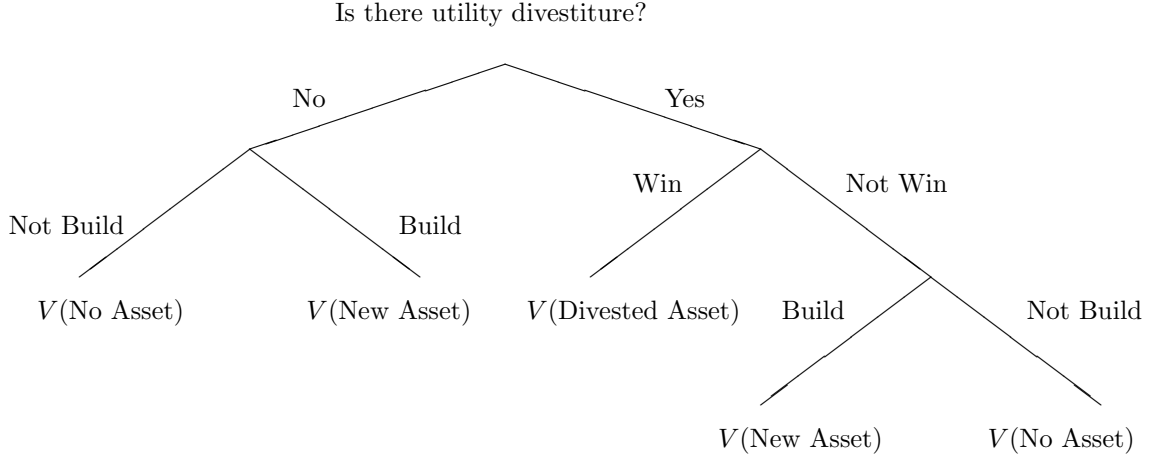 Is there utility divestiture?
No
Yes
Win
Not Win
Not Build
Build
V(No Asset)
V(New Asset)
V(Divested Asset)
Build
Not Build
V(New Asset)
V(No Asset)